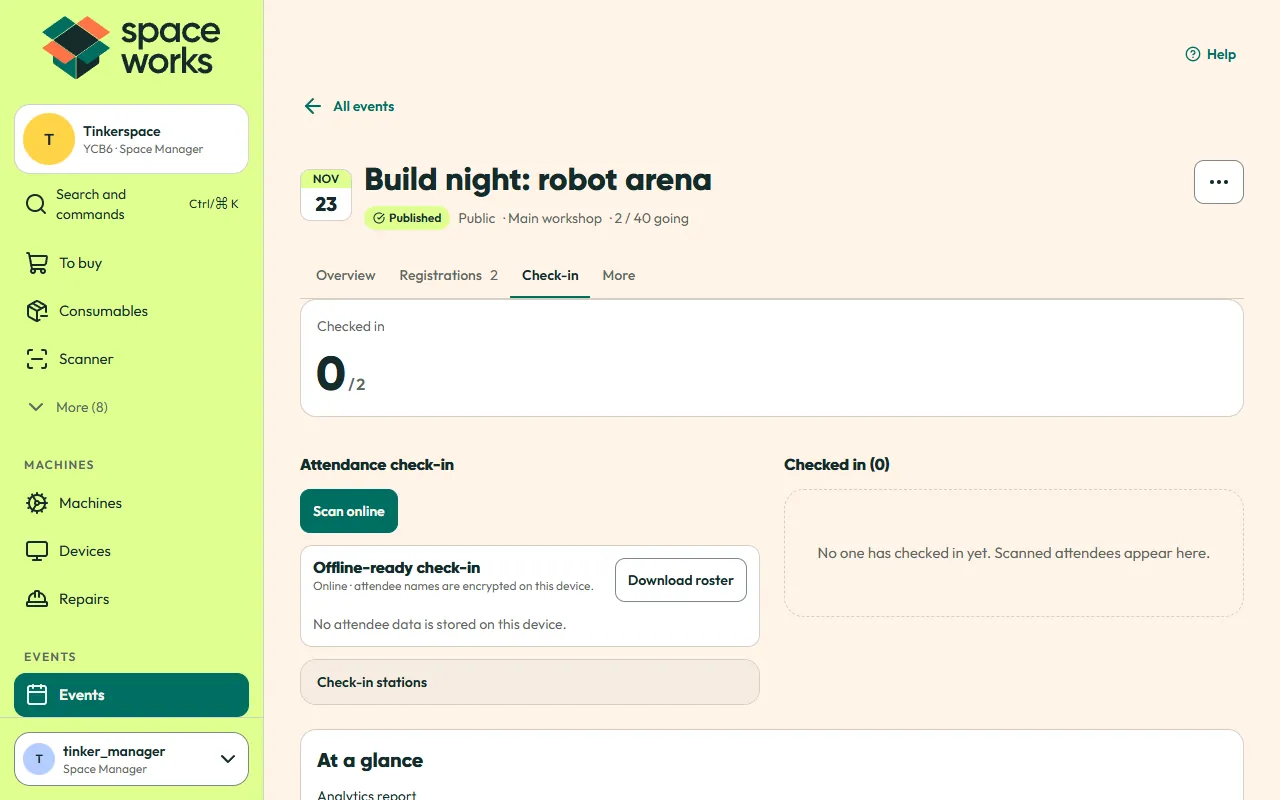 space
works
Help
All events
T
Tinkerspace
YCB6 · Space Manager
Search and
commands
Ctrl/⌘ K
To buy
Consumables
Scanner
More (8)
MACHINES
Machines
Devices
Repairs
EVENTS
Events
T
tinker_manager
Space Manager
NOV
23
Build night: robot arena
Published
Public · Main workshop · 2 / 40 going
Overview
Registrations 2
Check-in
More
Checked in
0 / 2
Attendance check-in
Scan online
Offline-ready check-in
Online · attendee names are encrypted on this device.
Download roster
No attendee data is stored on this device.
Check-in stations
Checked in (0)
No one has checked in yet. Scanned attendees appear here.
At a glance
Analytics report